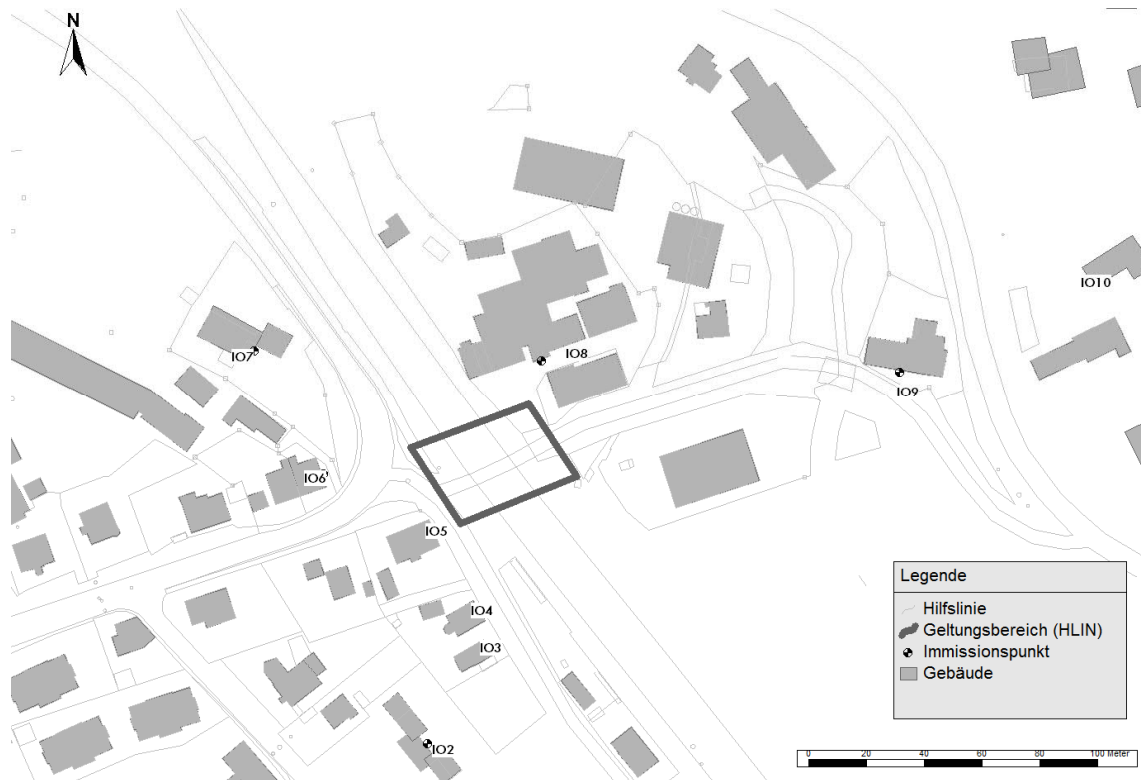 N
IO10
IO7
IO8
IO9
IO6
IO5
IO4
IO3
IO2
Legende
Hilfslinie
Geltungsbereich (HLIN)
Immissionspunkt
Gebäude
0 20 40 60 80 100 Meter